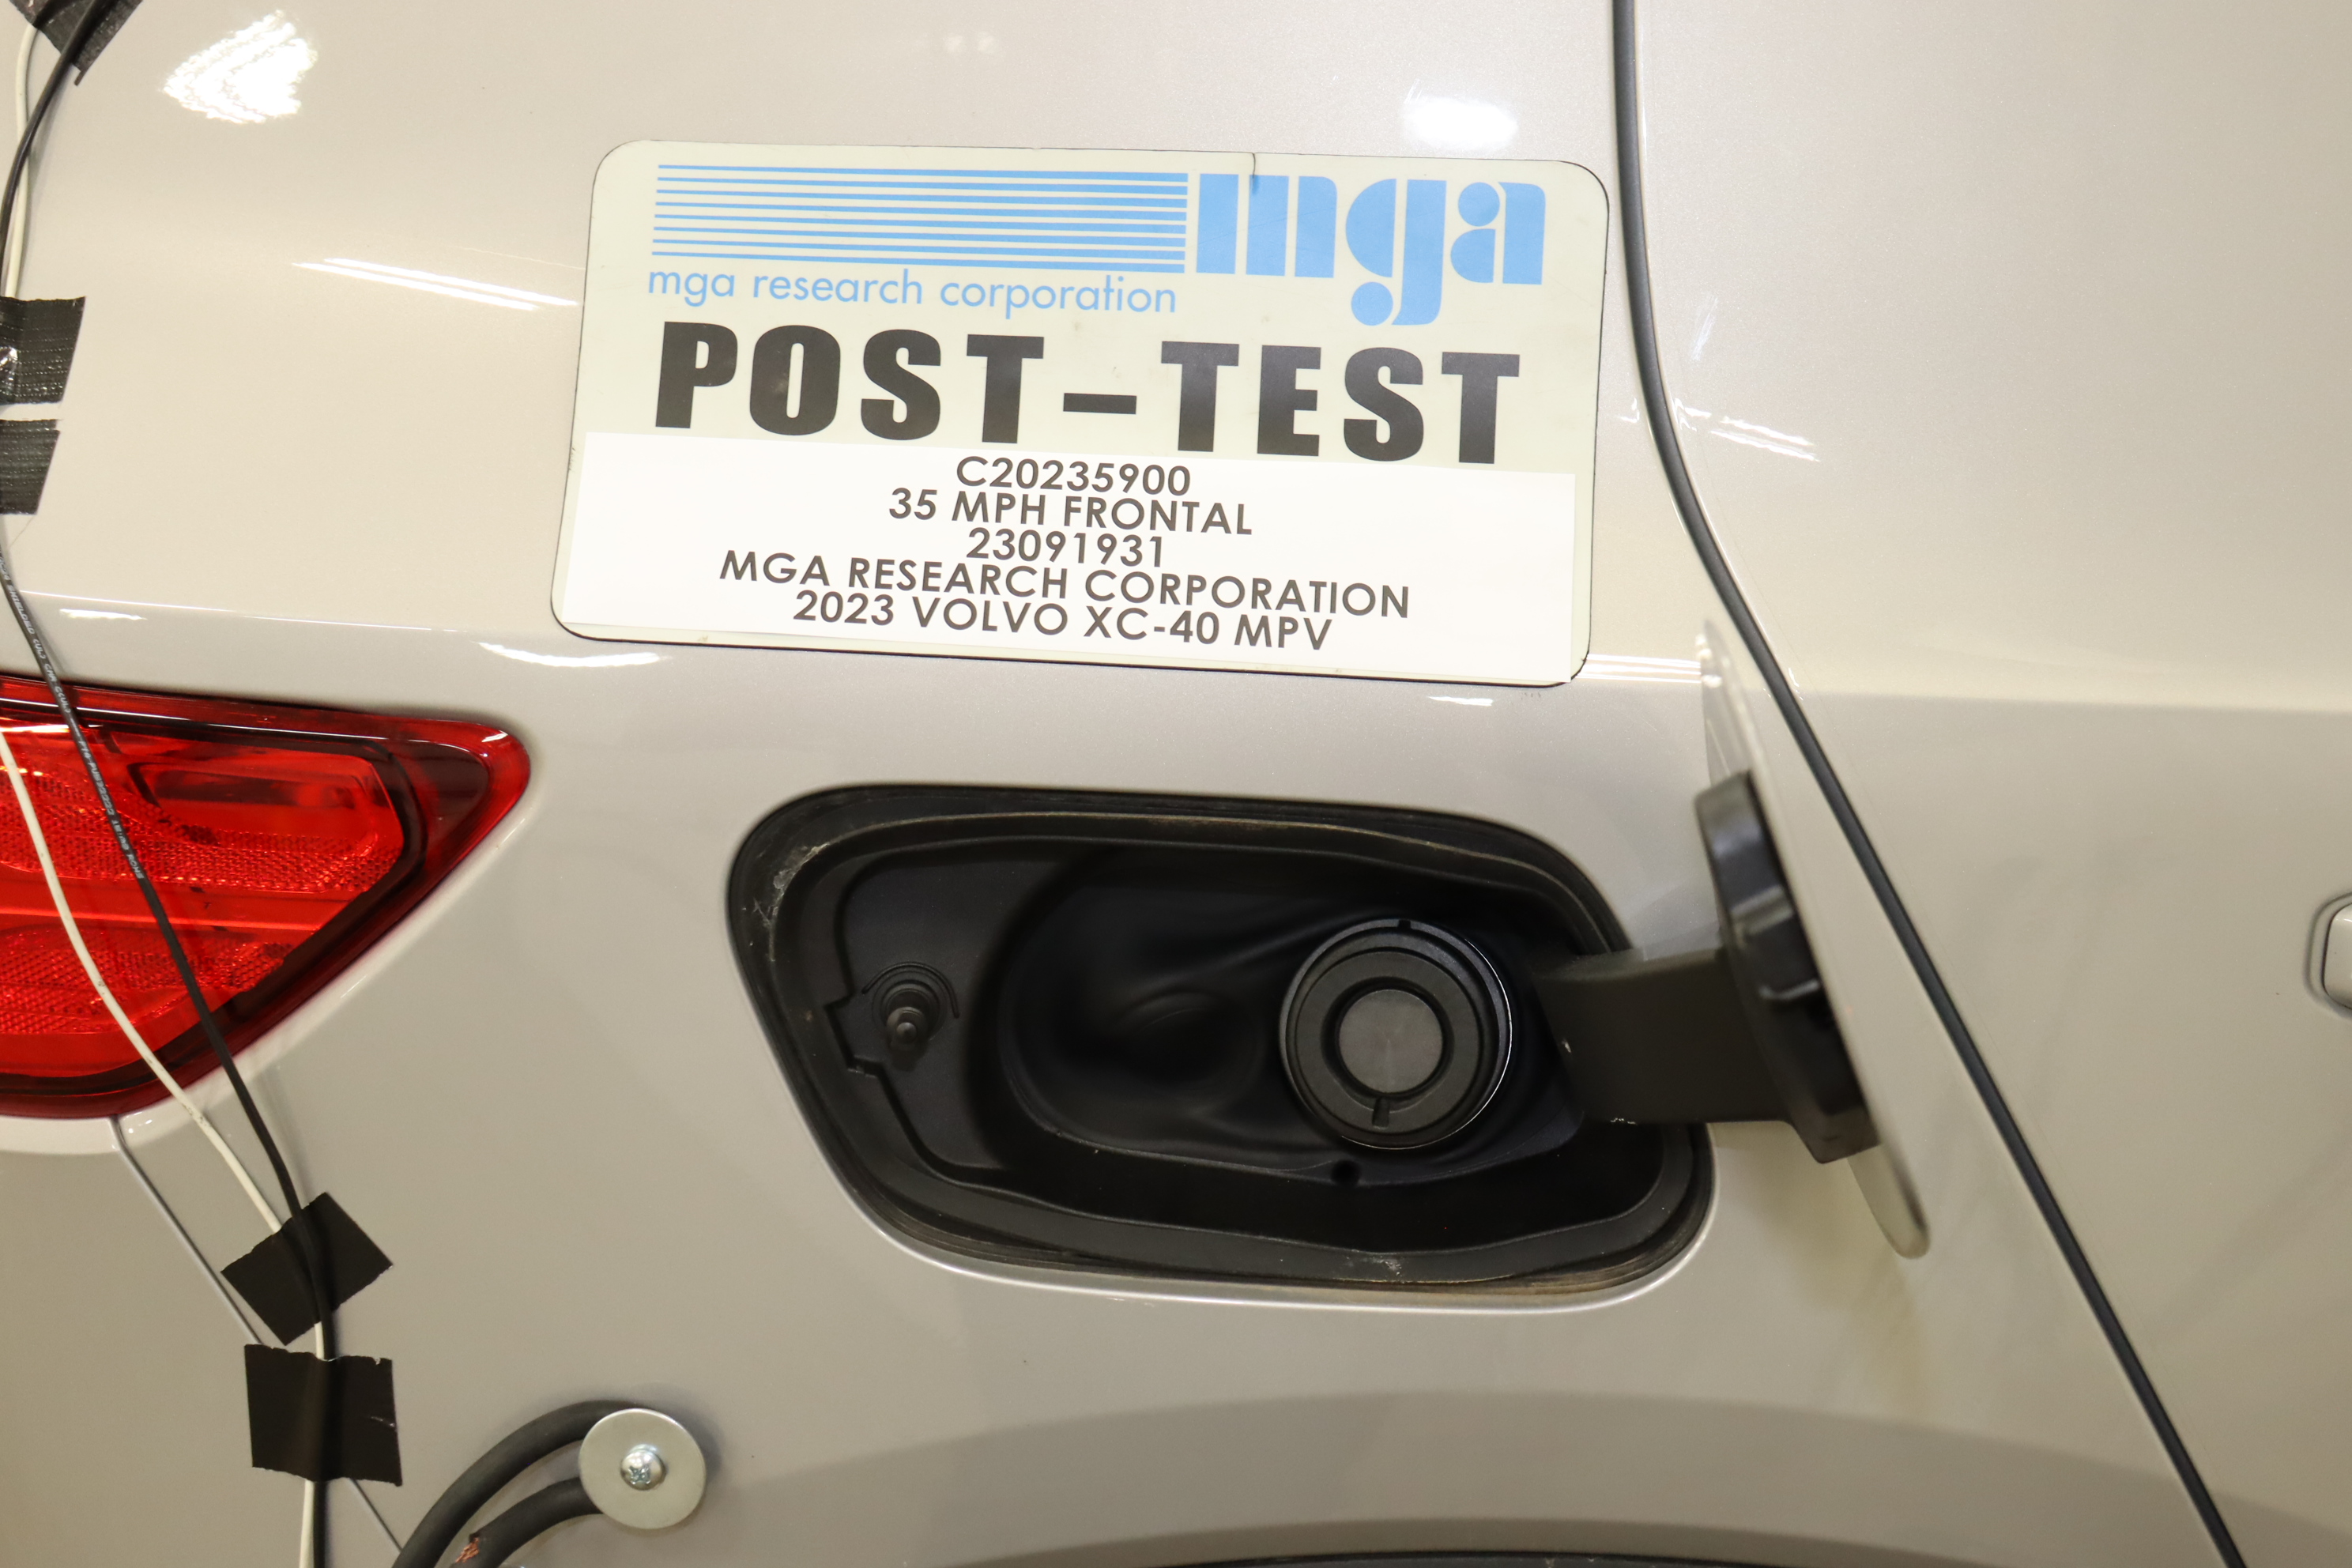 mga
mga research corporation
POST-TEST
C20235900
35 MPH FRONTAL
23091931
MGA RESEARCH CORPORATION
2023 VOLVO XC-40 MPV